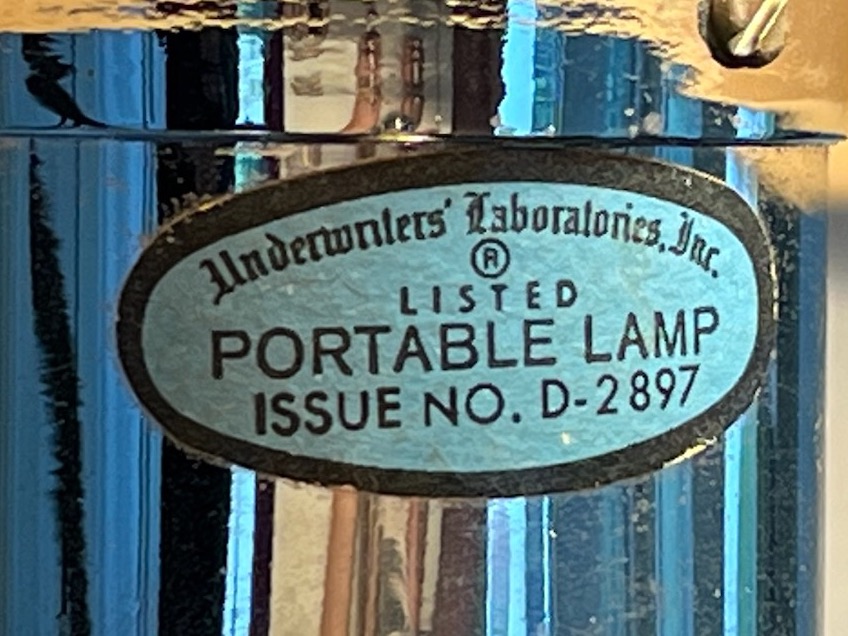 Underwriters' Laboratories, Inc.
®
LISTED
PORTABLE LAMP
ISSUE NO. D-2897